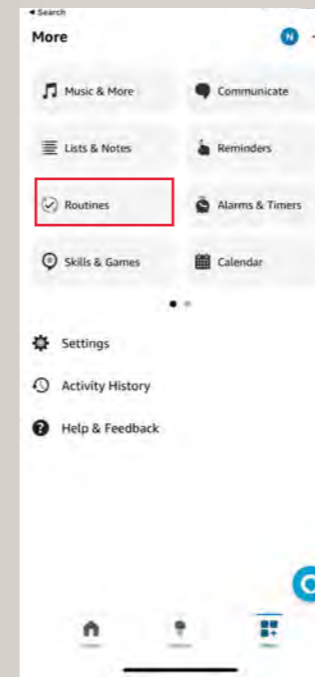 ◂ Search
More
N
Music & More
Communicate
Lists & Notes
Reminders
Routines
Alarms & Timers
Skills & Games
Calendar
Settings
Activity History
Help & Feedback